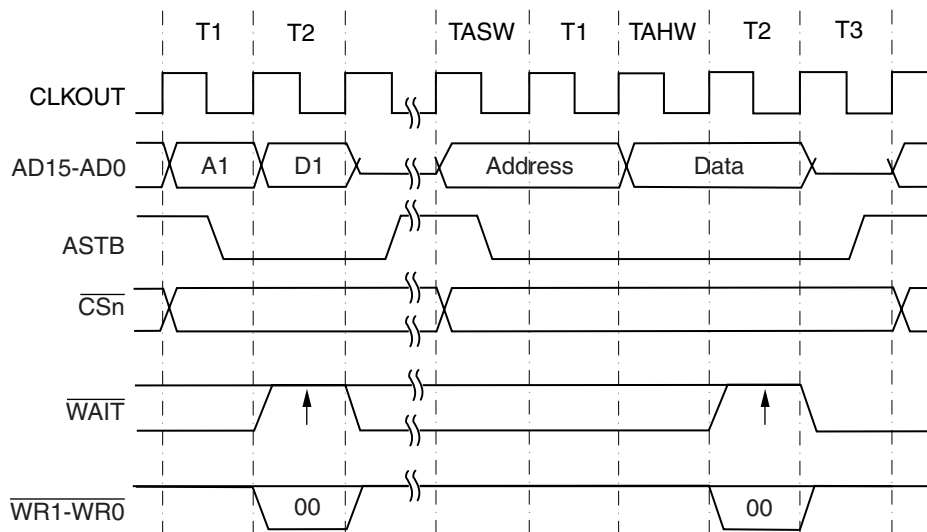 T1 T2 TASW T1 TAHW T2 T3
CLKOUT
AD15-AD0 A1 D1 Address Data
ASTB
CSn
WAIT
WR1-WR0 00 00